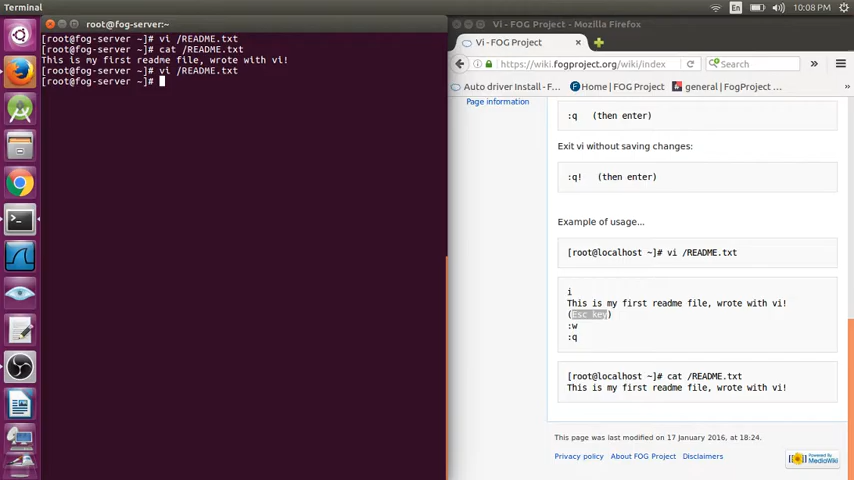 Terminal
En
10:08 PM
root@fog-server:~
[root@fog-server ~]# vi /README.txt
[root@fog-server ~]# cat /README.txt
This is my first readme file, wrote with vi!
[root@fog-server ~]# vi /README.txt
[root@fog-server ~]#
Vi - FOG Project - Mozilla Firefox
Vi - FOG Project
https://wiki.fogproject.org/wiki/index
Search
Auto driver Install - F...
Home | FOG Project
general | FogProject ...
Page information
:q (then enter)
Exit vi without saving changes:
:q! (then enter)
Example of usage...
[root@localhost ~]# vi /README.txt
i
This is my first readme file, wrote with vi!
(Esc key)
:w
:q
[root@localhost ~]# cat /README.txt
This is my first readme file, wrote with vi!
This page was last modified on 17 January 2016, at 18:24.
Privacy policy
About FOG Project
Disclaimers
Powered By
MediaWiki